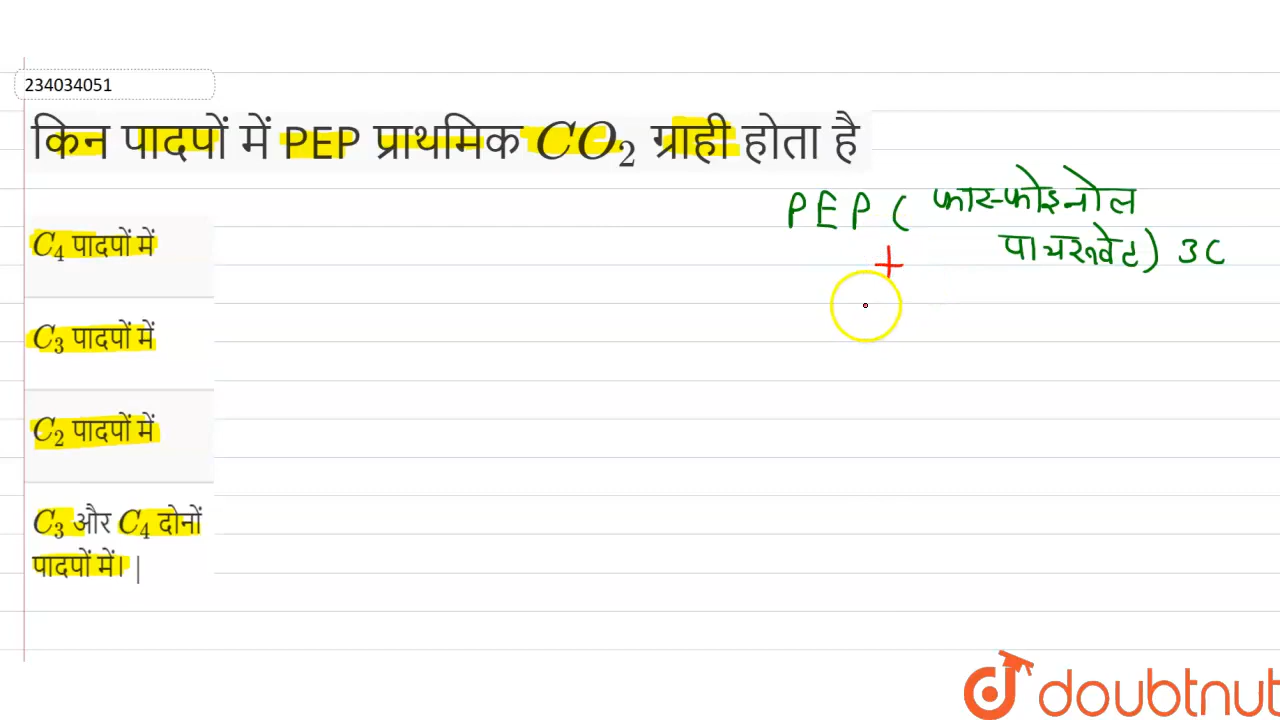 234034051
किन पादपों में PEP प्राथमिक CO₂ ग्राही होता है
PEP ( फास्फोइनोल
पायरूवेट) 3C
+
C₄ पादपों में
C₃ पादपों में
C₂ पादपों में
C₃ और C₄ दोनों
पादपों में। |
doubtnut